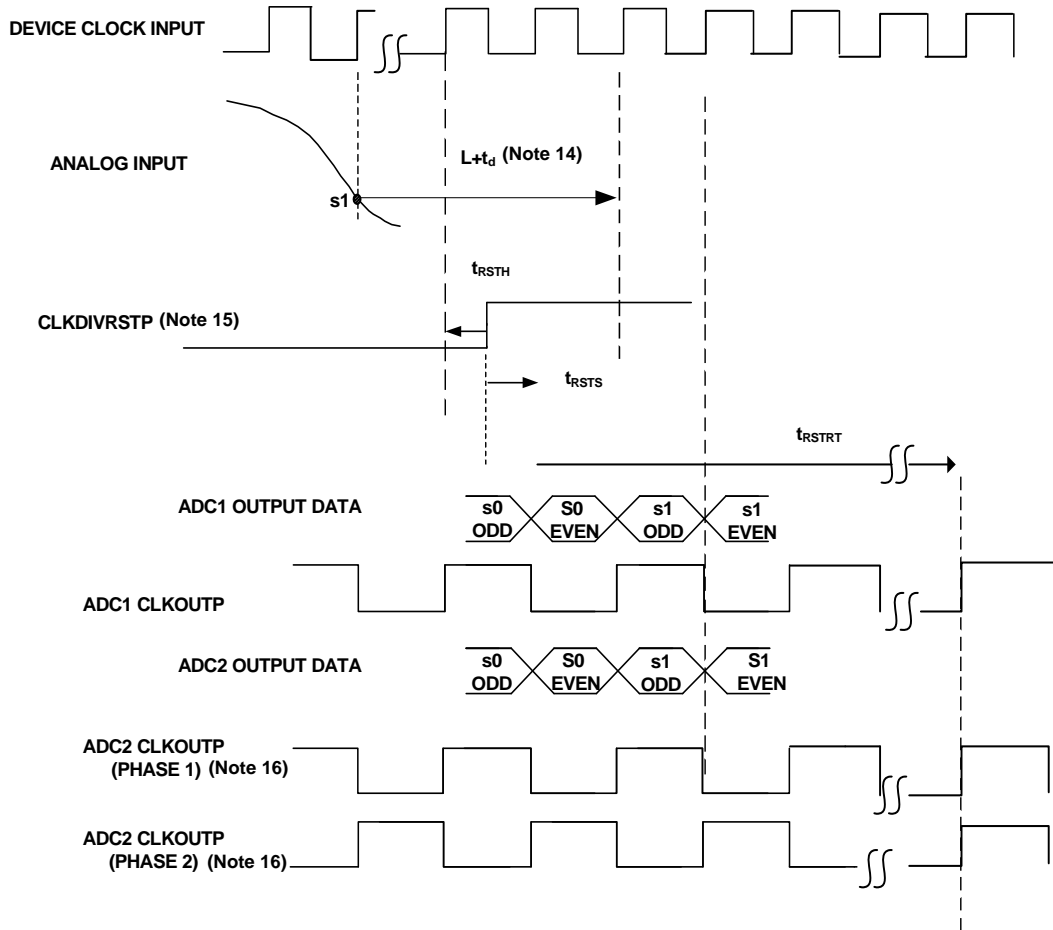 DEVICE CLOCK INPUT
ANALOG INPUT
L+td (Note 14)
s1
tRSTH
CLKDIVRSTP (Note 15)
tRSTS
tRSTRT
ADC1 OUTPUT DATA
s0 S0 s1 s1
ODD EVEN ODD EVEN
ADC1 CLKOUTP
ADC2 OUTPUT DATA
s0 S0 s1 S1
ODD EVEN ODD EVEN
ADC2 CLKOUTP
(PHASE 1) (Note 16)
ADC2 CLKOUTP
(PHASE 2) (Note 16)